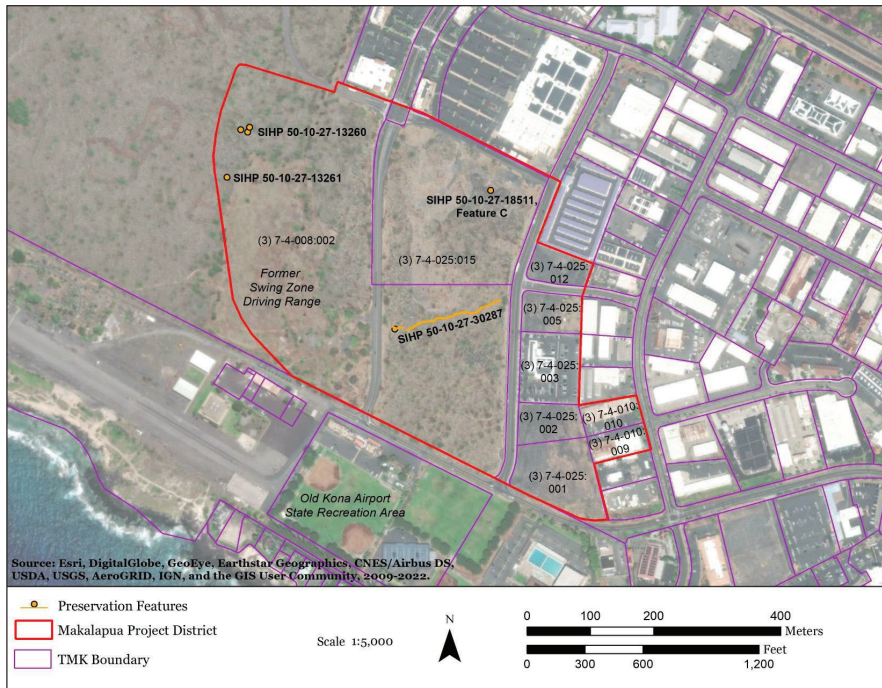 SIHP 50-10-27-13260
SIHP 50-10-27-13261
SIHP 50-10-27-18511,
Feature C
(3) 7-4-008:002
(3) 7-4-025:015
Former
Swing Zone
Driving Range
(3) 7-4-025:
012
(3) 7-4-025:
005
SIHP 50-10-27-30287
(3) 7-4-025:
003
(3) 7-4-025:
002
(3) 7-4-010:
010
(3) 7-4-010:
009
(3) 7-4-025:
001
Old Kona Airport
State Recreation Area
Source: Esri, DigitalGlobe, GeoEye, Earthstar Geographics, CNES/Airbus DS,
USDA, USGS, AeroGRID, IGN, and the GIS User Community, 2009-2022.
Preservation Features
Makalapua Project District
TMK Boundary
Scale 1:5,000
N
0 100 200 400
Meters
Feet
0 300 600 1,200